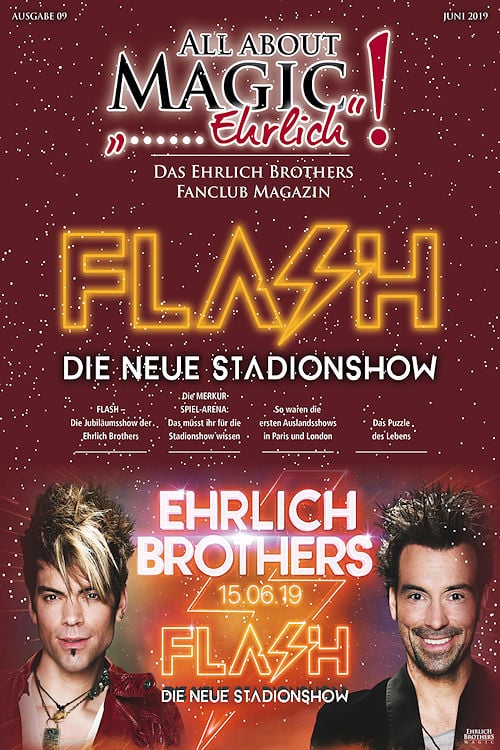 AUSGABE 09
JUNI 2019
ALL ABOUT
MAGIC
„......Ehrlich“!
DAS EHRLICH BROTHERS
FANCLUB MAGAZIN
FLASH
DIE NEUE STADIONSHOW
FLASH –
Die Jubiläumsshow der
Ehrlich Brothers
Die MERKUR-
SPIEL-ARENA:
Das müsst ihr für die
Stadionshow wissen
So waren die
ersten Auslandsshows
in Paris und London
Das Puzzle
des Lebens
EHRLICH
BROTHERS
15.06.19
FLASH
DIE NEUE STADIONSHOW
EHRLICH
BROTHERS
MAGIC